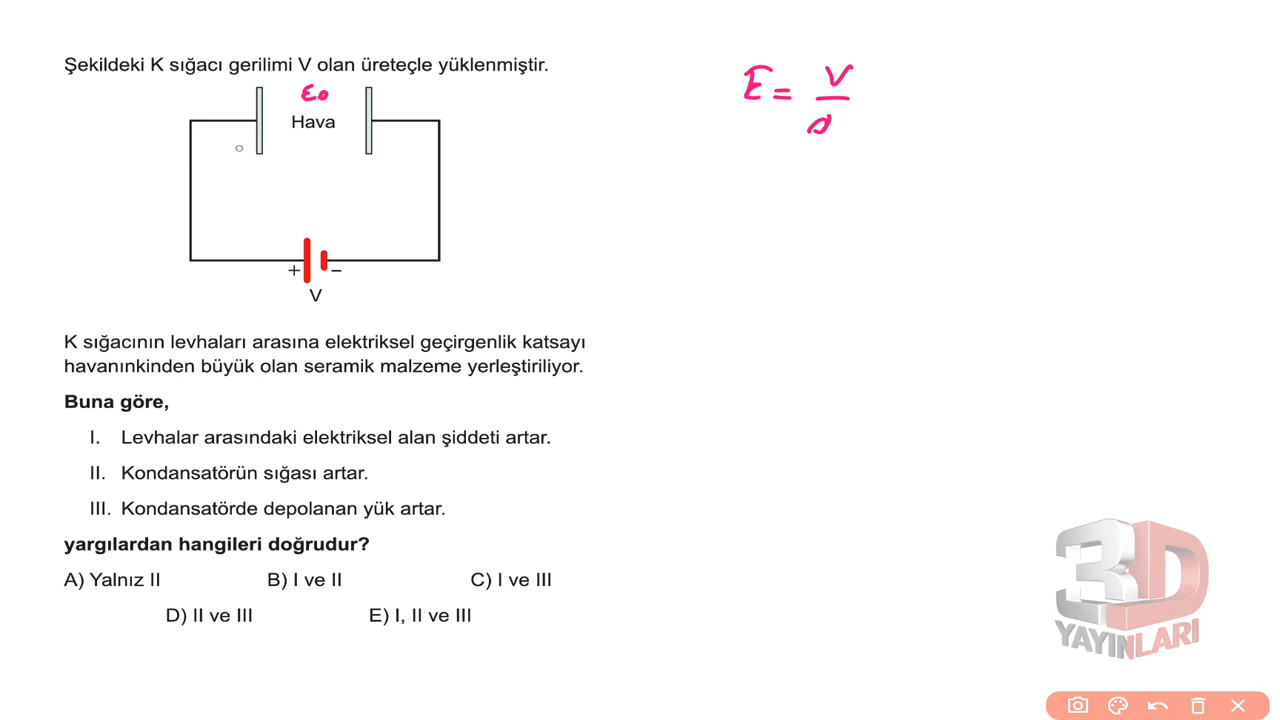 Şekildeki K sığacı gerilimi V olan üreteçle yüklenmiştir.
ε₀
Hava
+ −
V
E = V / d
K sığacının levhaları arasına elektriksel geçirgenlik katsayı
havanınkinden büyük olan seramik malzeme yerleştiriliyor.
Buna göre,
I. Levhalar arasındaki elektriksel alan şiddeti artar.
II. Kondansatörün sığası artar.
III. Kondansatörde depolanan yük artar.
yargılardan hangileri doğrudur?
A) Yalnız II B) I ve II C) I ve III
D) II ve III E) I, II ve III
3D
YAYINLARI